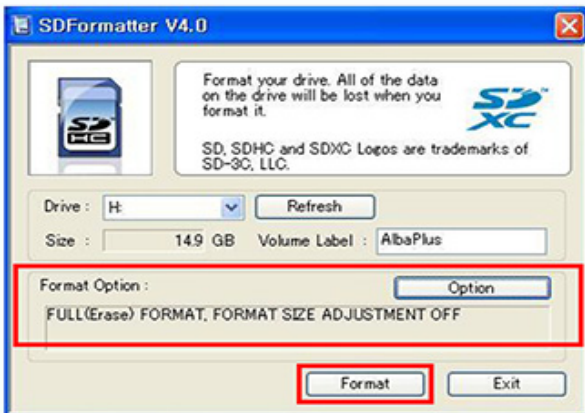 SDFormatter V4.0
Format your drive. All of the data
on the drive will be lost when you
format it.
SD, SDHC and SDXC Logos are trademarks of
SD-3C, LLC.
SD
HC
SD
XC
Drive : H: Refresh
Size : 14.9 GB Volume Label : AlbaPlus
Format Option :
Option
FULL(Erase) FORMAT, FORMAT SIZE ADJUSTMENT OFF
Format Exit